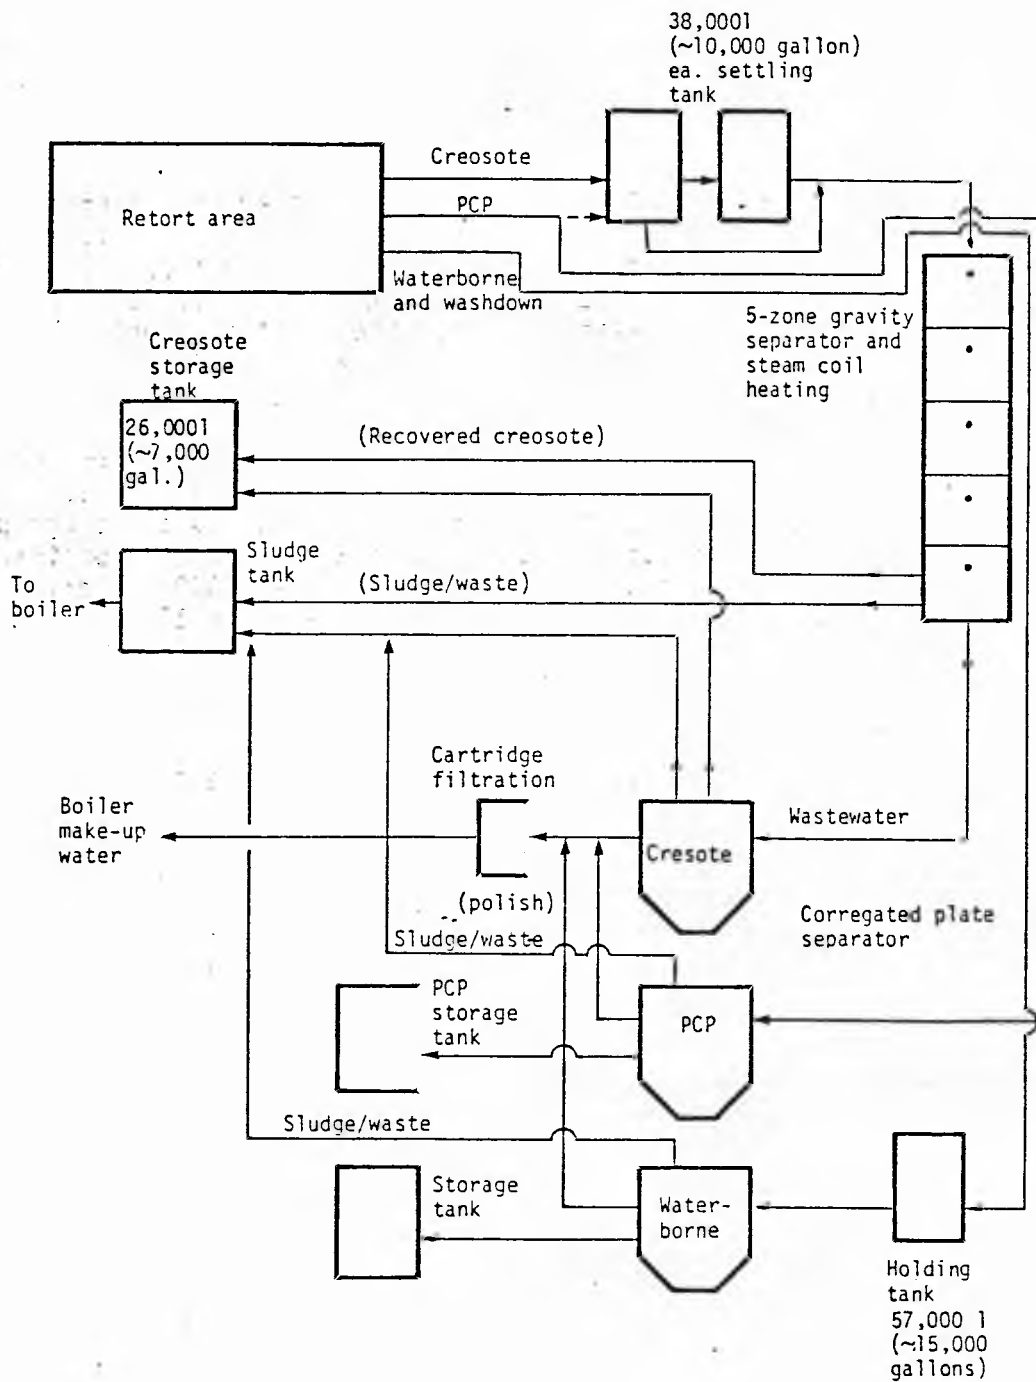 38,000l
(~10,000 gallon)
ea. settling
tank
Creosote
Retort area
PCP
Waterborne
and washdown
5-zone gravity
separator and
steam coil
heating
Creosote
storage
tank
26,000l
(~7,000
gal.)
(Recovered creosote)
Sludge
tank
(Sludge/waste)
To
boiler
Cartridge
filtration
Boiler
make-up
water
Wastewater
Cresote
(polish)
Corregated plate
separator
Sludge/waste
PCP
storage
tank
PCP
Sludge/waste
Storage
tank
Water-
borne
Holding
tank
57,000 l
(~15,000
gallons)